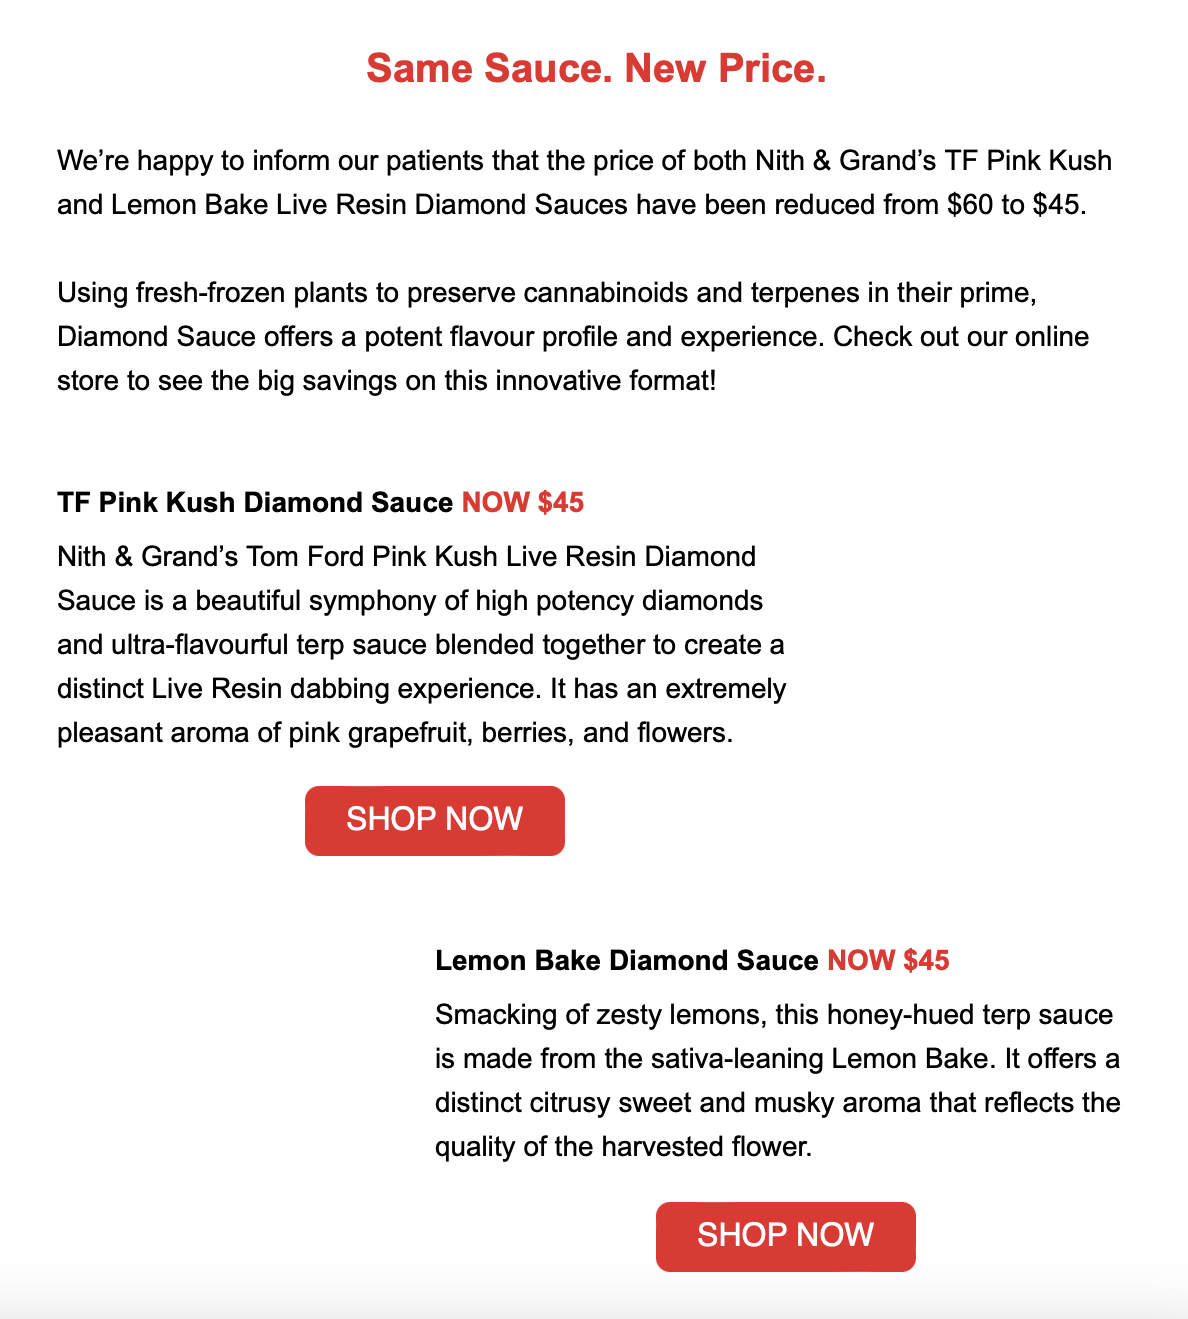 Same Sauce. New Price.
We’re happy to inform our patients that the price of both Nith & Grand’s TF Pink Kush
and Lemon Bake Live Resin Diamond Sauces have been reduced from $60 to $45.
Using fresh-frozen plants to preserve cannabinoids and terpenes in their prime,
Diamond Sauce offers a potent flavour profile and experience. Check out our online
store to see the big savings on this innovative format!
TF Pink Kush Diamond Sauce NOW $45
Nith & Grand’s Tom Ford Pink Kush Live Resin Diamond
Sauce is a beautiful symphony of high potency diamonds
and ultra-flavourful terp sauce blended together to create a
distinct Live Resin dabbing experience. It has an extremely
pleasant aroma of pink grapefruit, berries, and flowers.
SHOP NOW
Lemon Bake Diamond Sauce NOW $45
Smacking of zesty lemons, this honey-hued terp sauce
is made from the sativa-leaning Lemon Bake. It offers a
distinct citrusy sweet and musky aroma that reflects the
quality of the harvested flower.
SHOP NOW